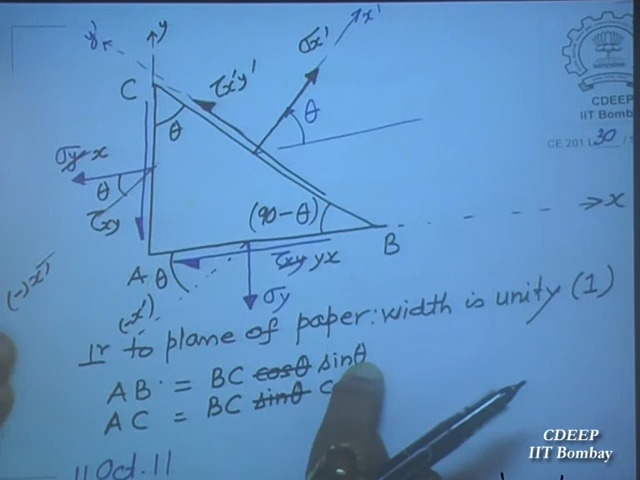 y'
y
σx'
x'
C
τx'y'
CDEEP
IIT Bomb
θ
θ
CE 201 L 30 /
σy x
θ
τxy
(90 - θ)
x
B
A
θ
τxy yx
(-) x'
(-x')
σy
⊥r to plane of paper: width is unity (1)
AB = BC cosθ sinθ
AC = BC sinθ c
CDEEP
IIT Bombay
11 Oct. 11